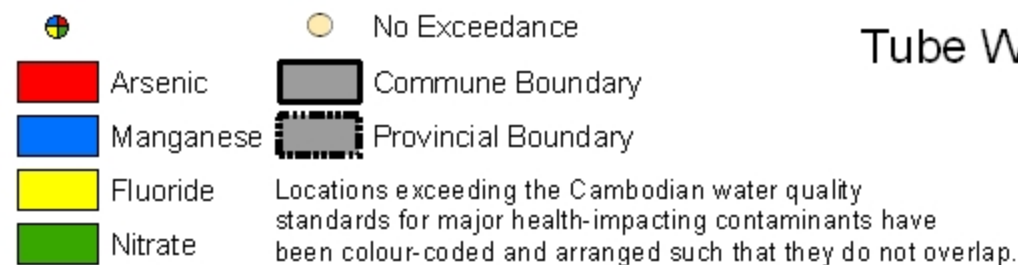 No Exceedance
Tube
Arsenic
Commune Boundary
Manganese
Provincial Boundary
Fluoride
Nitrate
Locations exceeding the Cambodian water quality
standards for major health-impacting contaminants have
been colour-coded and arranged such that they do not overlap.